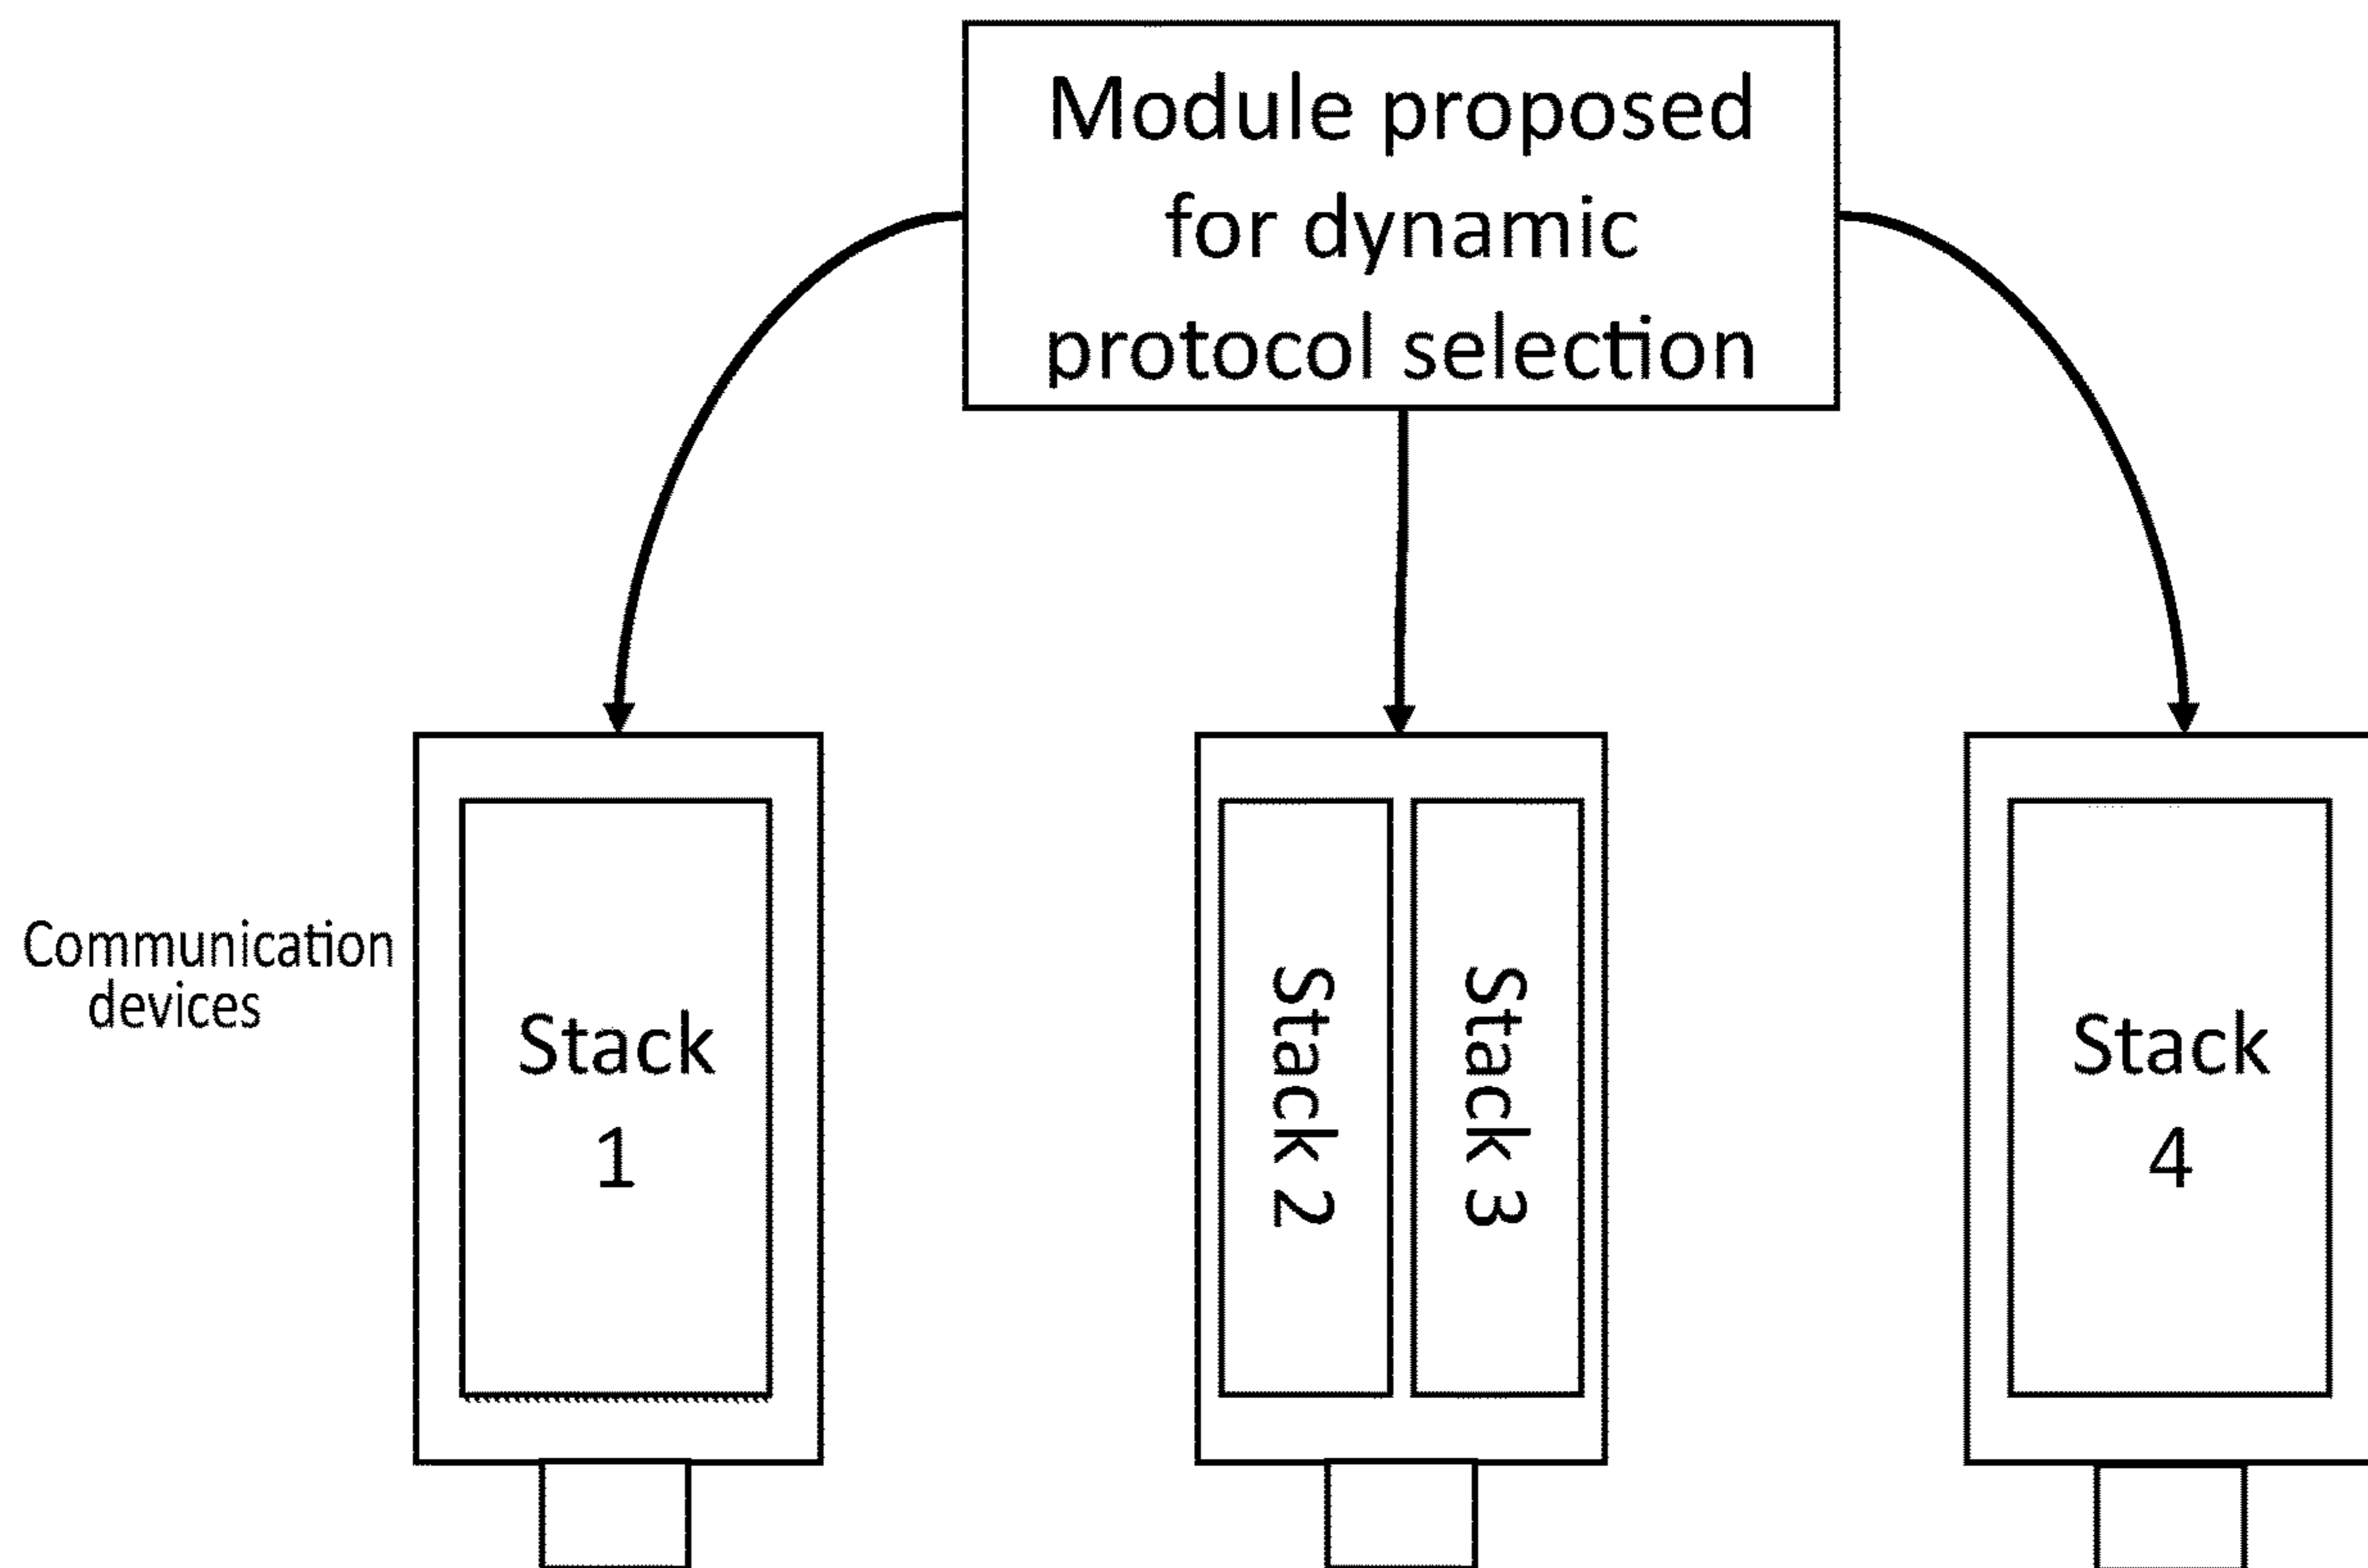 Module proposed
for dynamic
protocol selection
Communication
devices
Stack
1
Stack 2
Stack 3
Stack
4